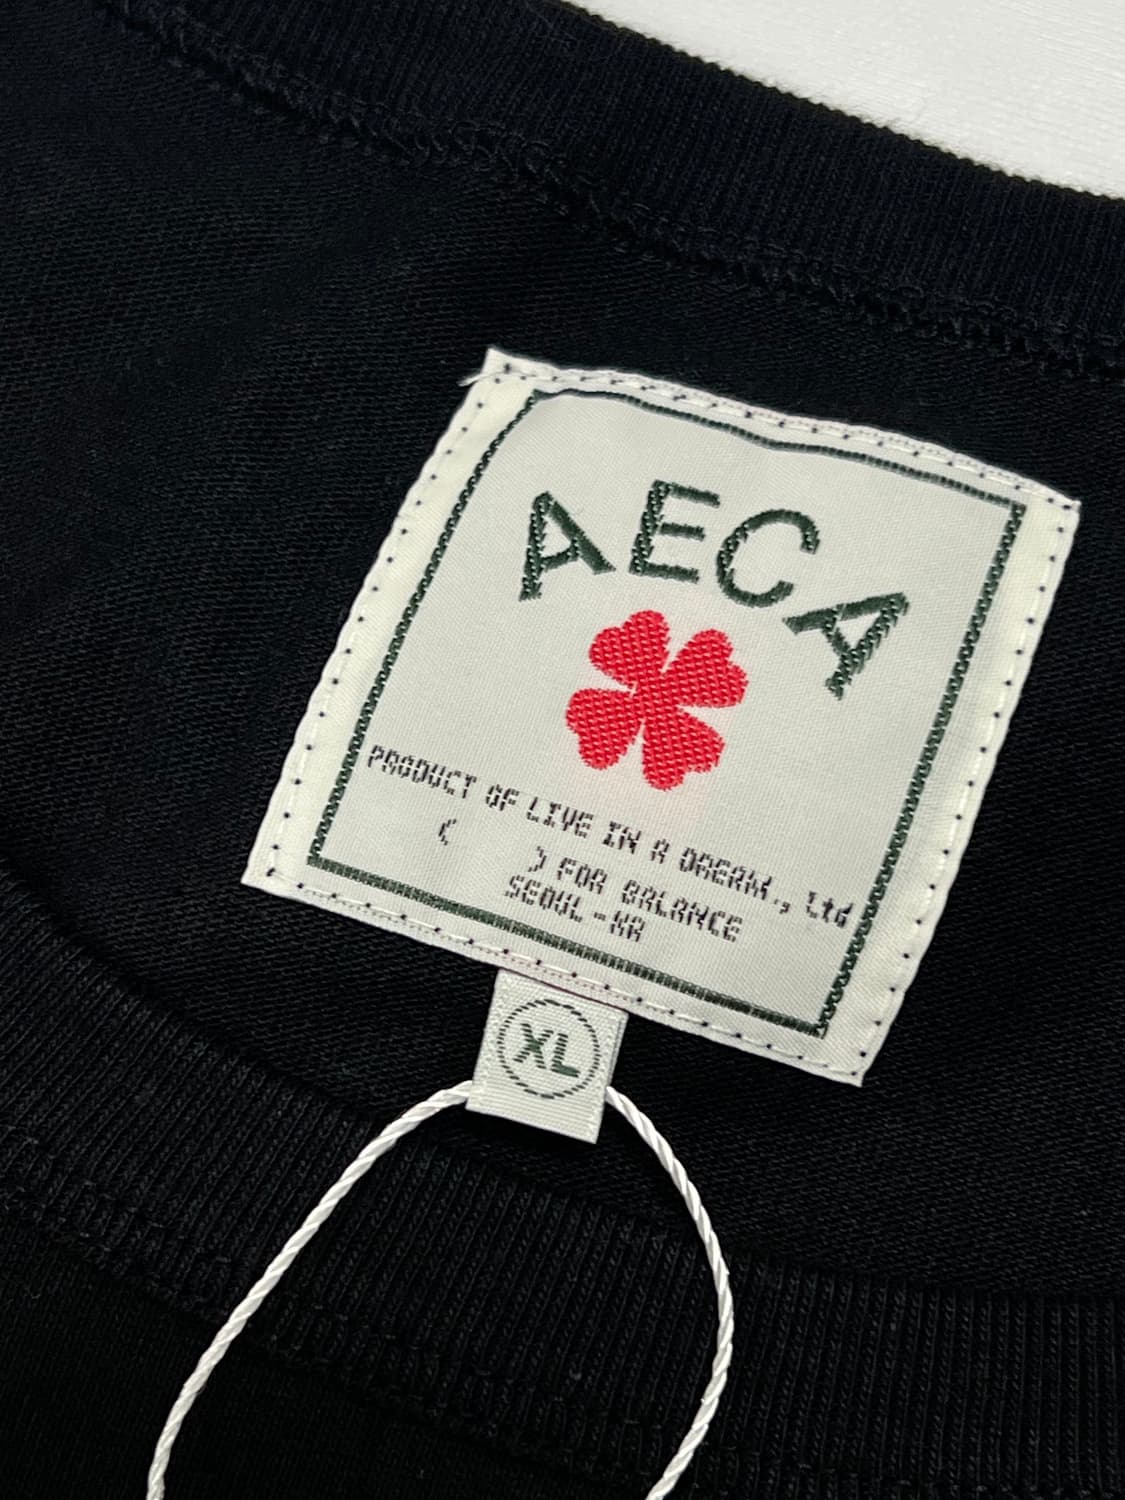 AECA
PRODUCT OF LIVE IN A DREAM., Ltd
( ) FOR BALANCE
SEOUL-KR
XL